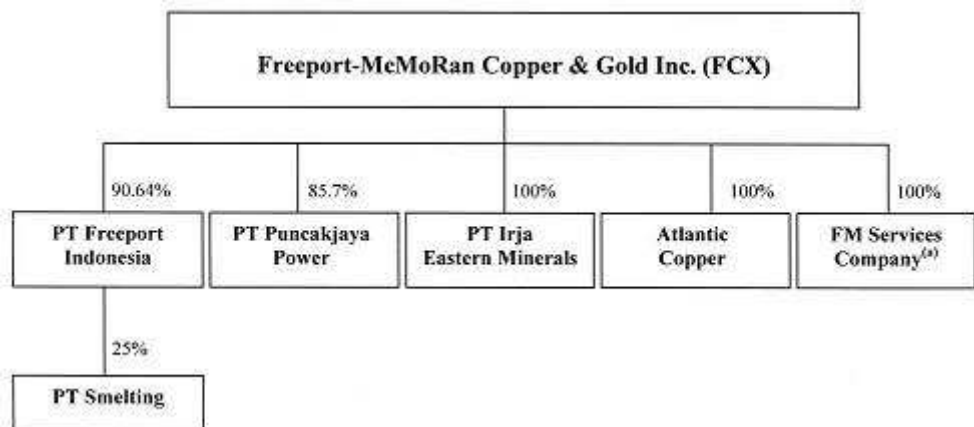 Freeport-McMoRan Copper & Gold Inc. (FCX)
90.64%
85.7%
100%
100%
100%
PT Freeport
Indonesia
PT Puncakjaya
Power
PT Irja
Eastern Minerals
Atlantic
Copper
FM Services
Company(a)
25%
PT Smelting